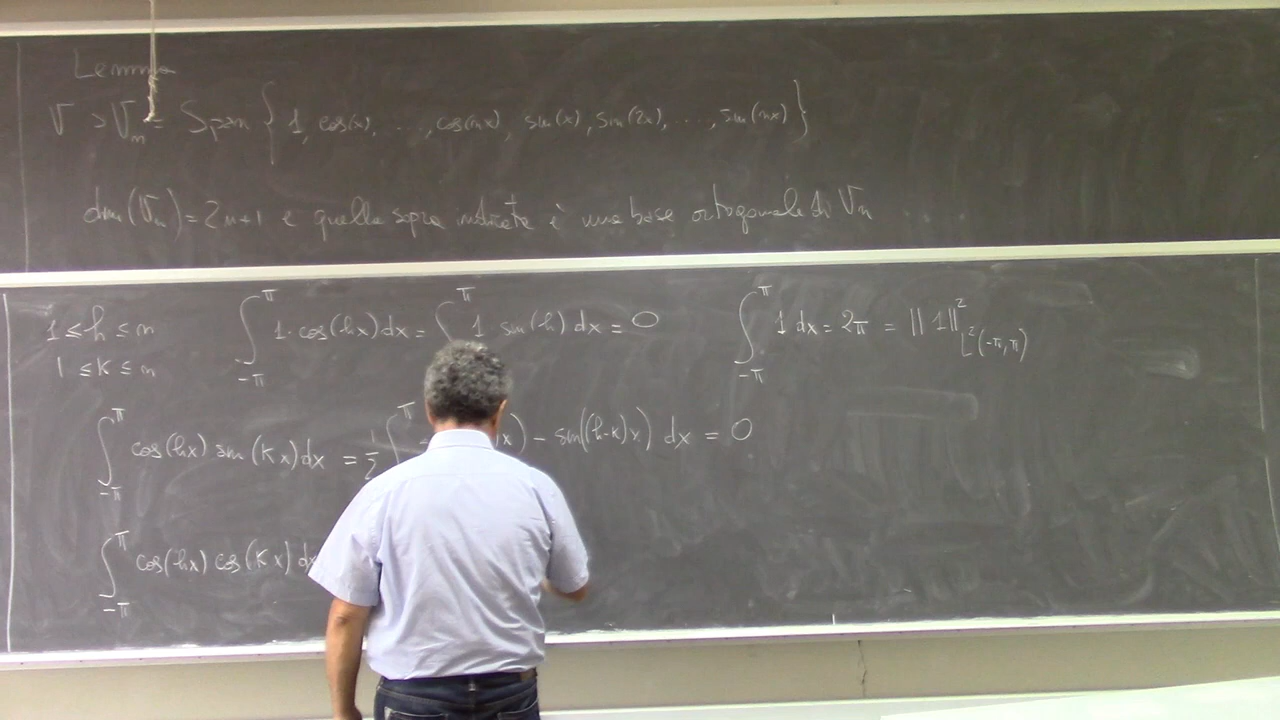 Lemma
V > V_n = Span { 1, cos(x), ..., cos(nx), sin(x), sin(2x), ..., sin(nx) }
dim(V_n) = 2n+1 e quella sopra indicata è una base ortogonale di V_n
1 ≤ h ≤ n ∫_{-π}^{π} 1·cos(hx) dx = ∫^{π} 1 sin(h) dx = 0 ∫_{-π}^{π} 1 dx = 2π = ||1||²_{L²(-π,π)}
1 ≤ K ≤ n
∫_{-π}^{π} cos(hx) sin(Kx) dx = ∫^{π} x) - sin((h-K)x) dx = 0
∫_{-π}^{π} cos(hx) cos(Kx) dx